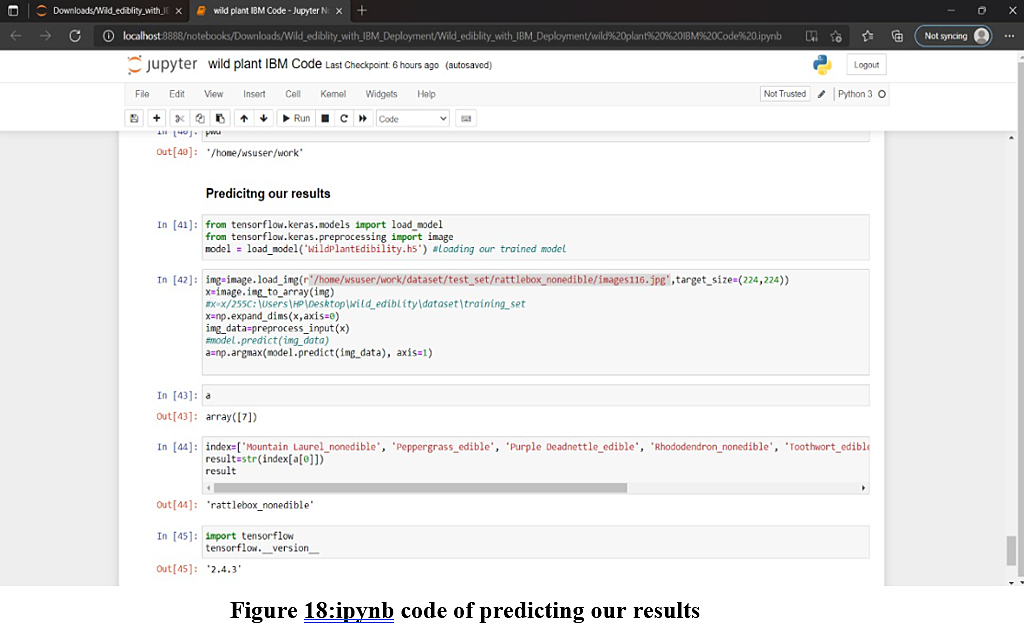 Downloads/Wild_ediblity_with_I
wild plant IBM Code - Jupyter N
localhost:8888/notebooks/Downloads/Wild_ediblity_with_IBM_Deployment/Wild_ediblity_with_IBM_Deployment/wild%20plant%20%20IBM%20Code%20.ipynb
Not syncing
jupyter wild plant IBM Code Last Checkpoint: 6 hours ago (autosaved)
Logout
File Edit View Insert Cell Kernel Widgets Help
Not Trusted Python 3
Run Code
In [40]: pwd
Out[40]: '/home/wsuser/work'
Predicitng our results
In [41]: from tensorflow.keras.models import load_model
from tensorflow.keras.preprocessing import image
model = load_model('WildPlantEdibility.h5') #loading our trained model
In [42]: img=image.load_img(r'/home/wsuser/work/dataset/test_set/rattlebox_nonedible/images116.jpg',target_size=(224,224))
x=image.img_to_array(img)
#x=x/255C:\Users\HP\Desktop\Wild_ediblity\dataset\training_set
x=np.expand_dims(x,axis=0)
img_data=preprocess_input(x)
#model.predict(img_data)
a=np.argmax(model.predict(img_data), axis=1)
In [43]: a
Out[43]: array([7])
In [44]: index=['Mountain Laurel_nonedible', 'Peppergrass_edible', 'Purple Deadnettle_edible', 'Rhododendron_nonedible', 'Toothwort_edible
result=str(index[a[0]])
result
Out[44]: 'rattlebox_nonedible'
In [45]: import tensorflow
tensorflow.__version__
Out[45]: '2.4.3'
Figure 18:ipynb code of predicting our results